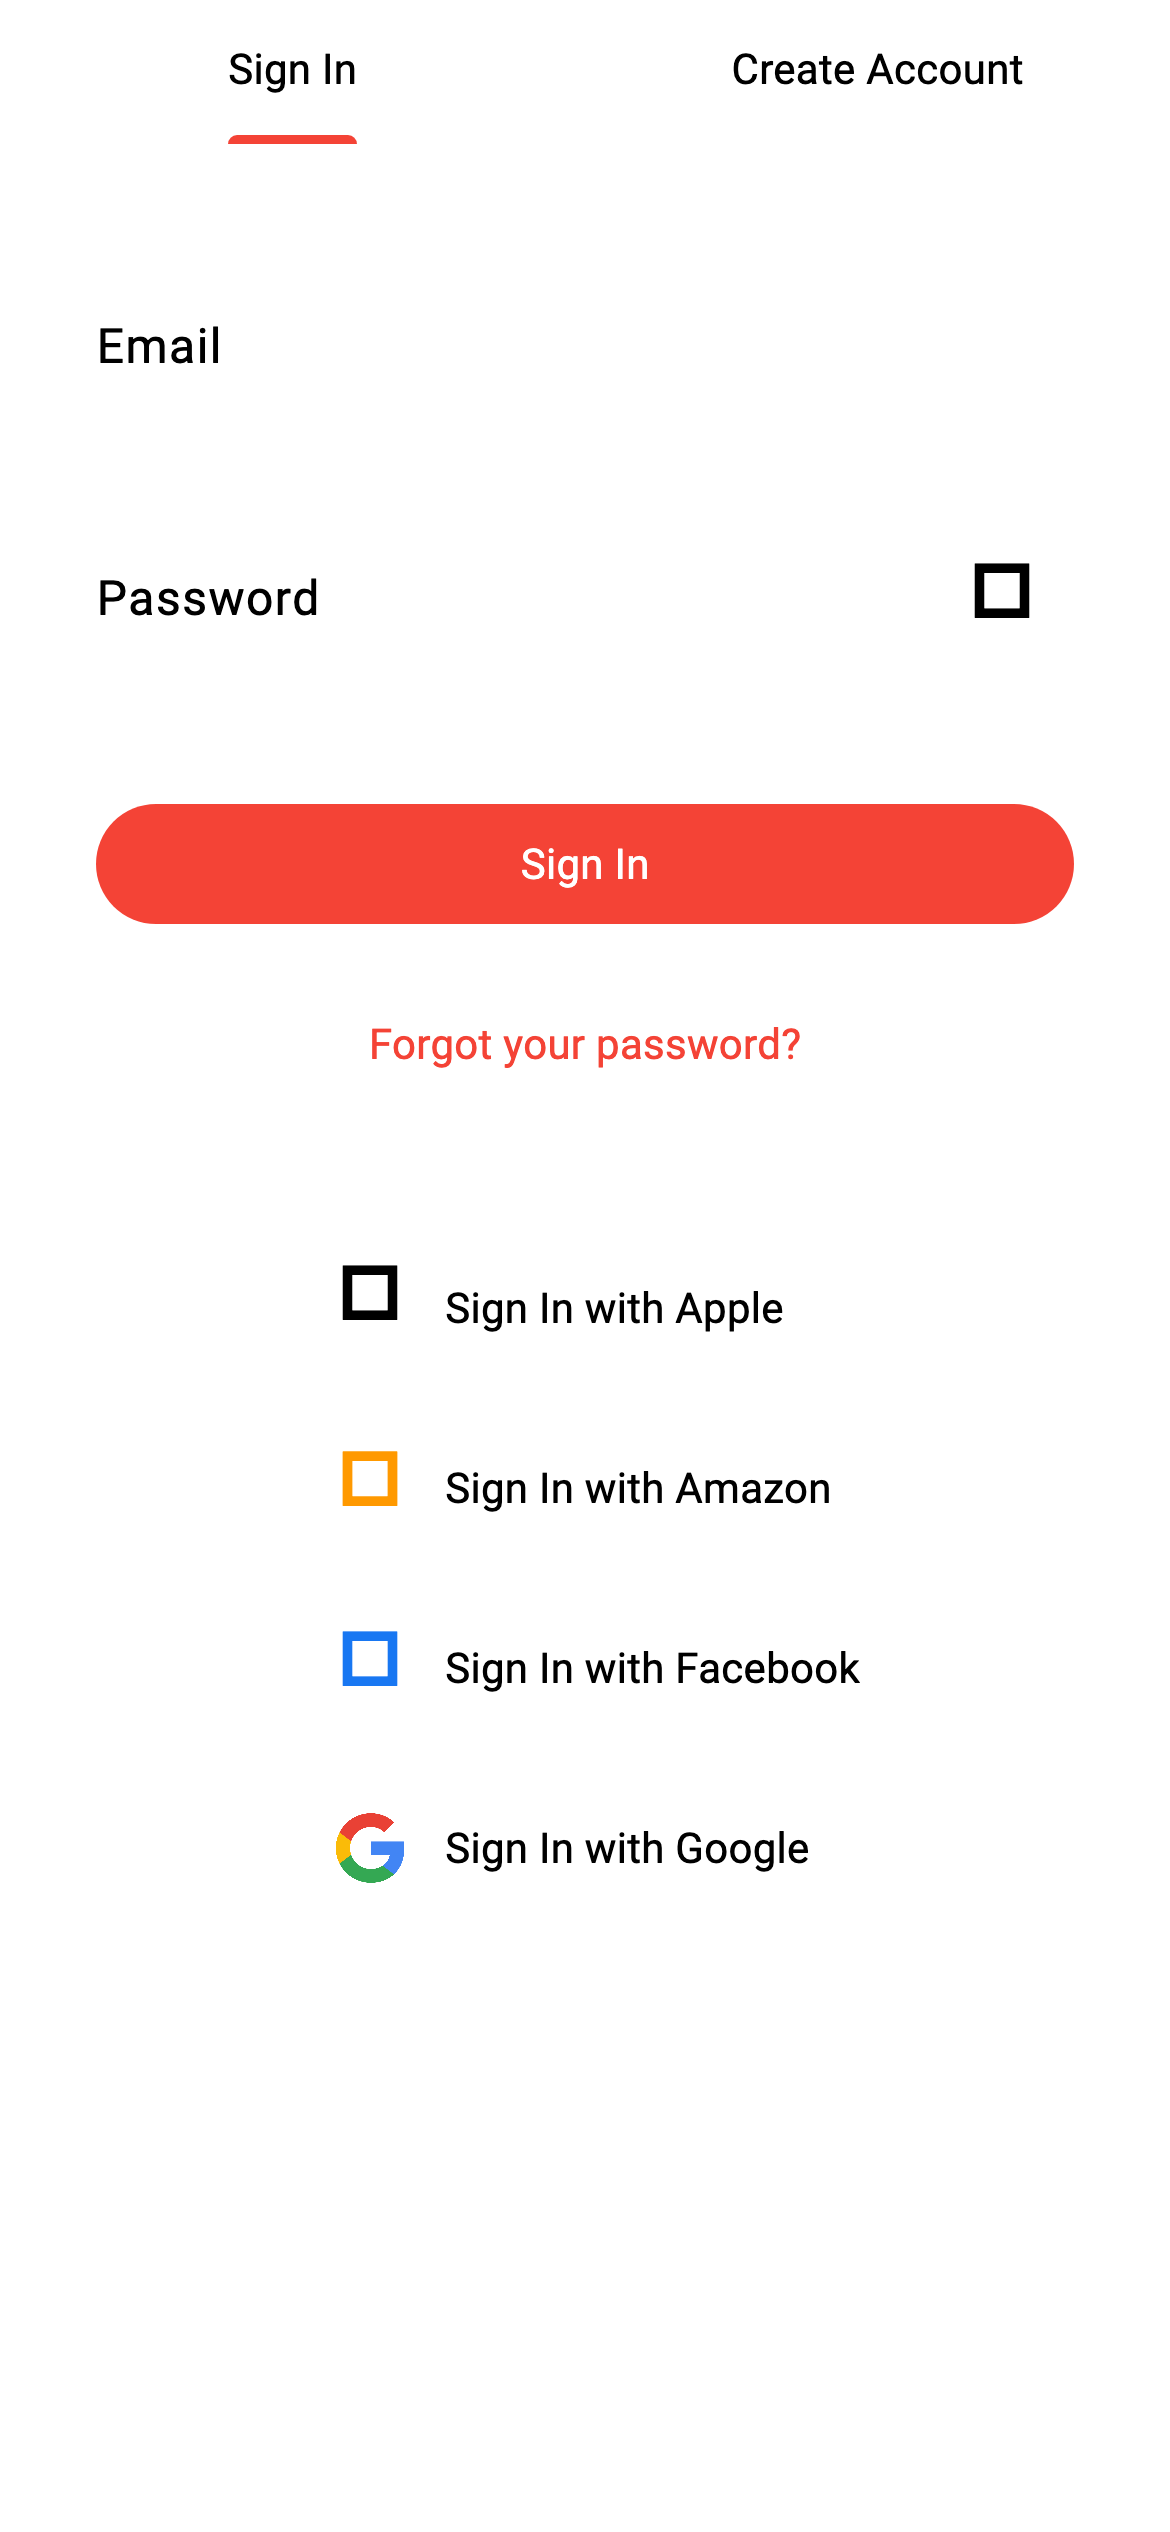 Sign In
Create Account
Email
Password
Sign In
Forgot your password?
Sign In with Apple
Sign In with Amazon
Sign In with Facebook
Sign In with Google